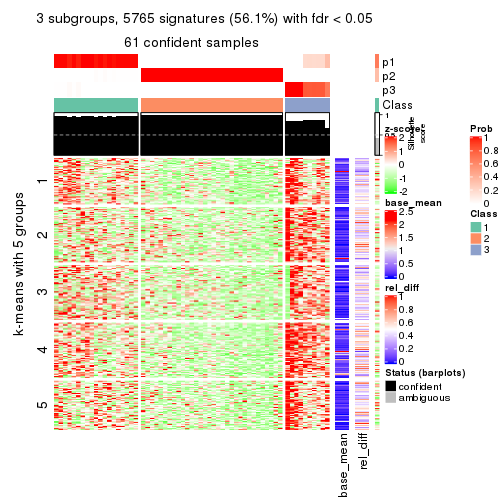 3 subgroups, 5765 signatures (56.1%) with fdr < 0.05
61 confident samples
p1
p2
p3
Class
1
Silhouette
score
z-score
2
1
0
-1
-2
base_mean
2.5
2
1.5
1
0.5
0
rel_diff
1
0.8
0.6
0.4
0.2
0
Status (barplots)
confident
ambiguous
Prob
1
0.8
0.6
0.4
0.2
0
Class
1
2
3
k-means with 5 groups
1
2
3
4
5
base_mean
rel_diff